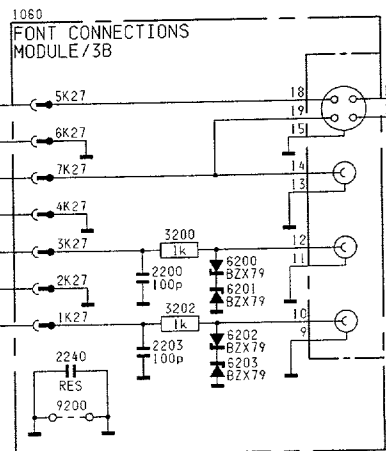 1060
FONT CONNECTIONS
MODULE/3B
5K27
18
19
6K27
15
7K27
14
13
4K27
3K27
3200
1k
12
11
2200
100p
6200
BZX79
6201
BZX79
2K27
1K27
3202
1k
10
9
2203
100p
6202
BZX79
6203
BZX79
2240
RES
9200